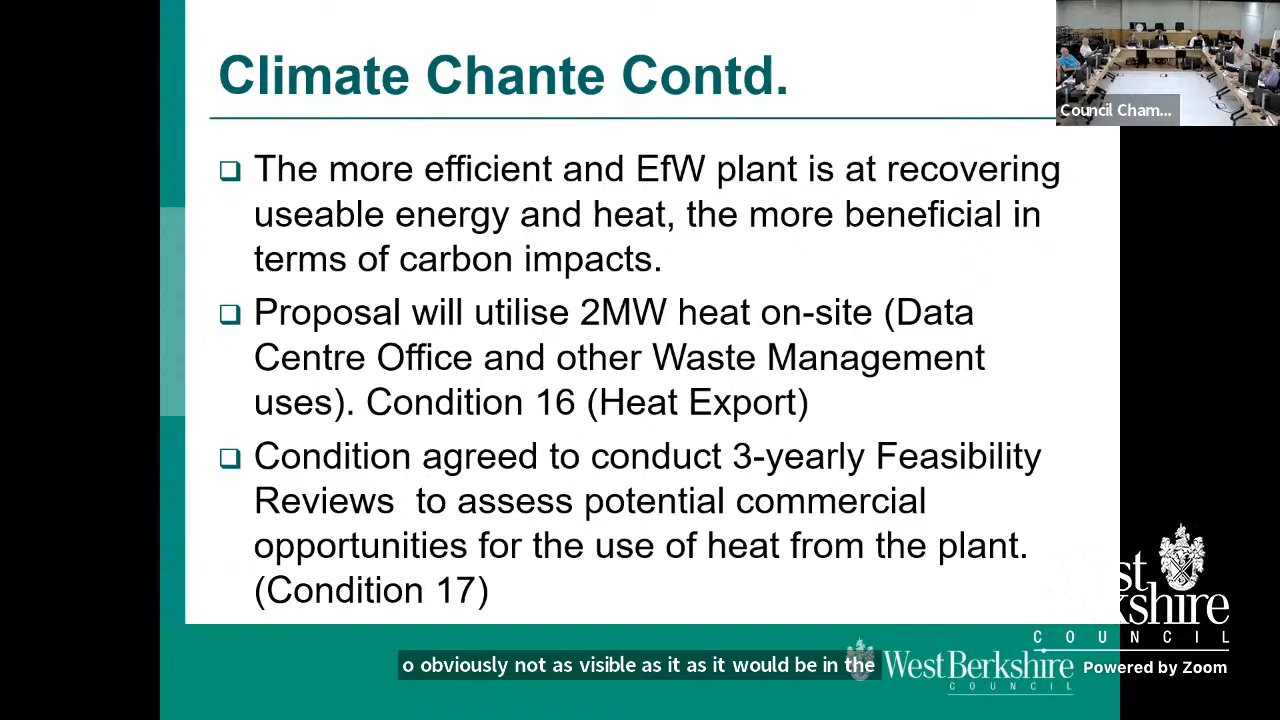 Climate Chante Contd.
Council Cham...
The more efficient and EfW plant is at recovering
useable energy and heat, the more beneficial in
terms of carbon impacts.
Proposal will utilise 2MW heat on-site (Data
Centre Office and other Waste Management
uses). Condition 16 (Heat Export)
Condition agreed to conduct 3-yearly Feasibility
Reviews to assess potential commercial
opportunities for the use of heat from the plant.
(Condition 17)
st
kshire
COUNCIL
o obviously not as visible as it as it would be in the
West Berkshire
COUNCIL
Powered by Zoom